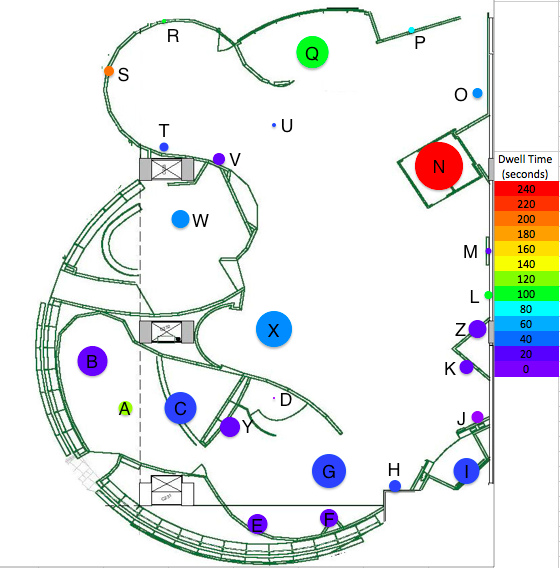 R
P
Q
S
O
U
T
V
N
Dwell Time
(seconds)
240
220
200
180
160
140
120
100
80
60
40
20
0
W
M
L
X
Z
B
K
A
C
D
J
Y
G
H
I
E
F